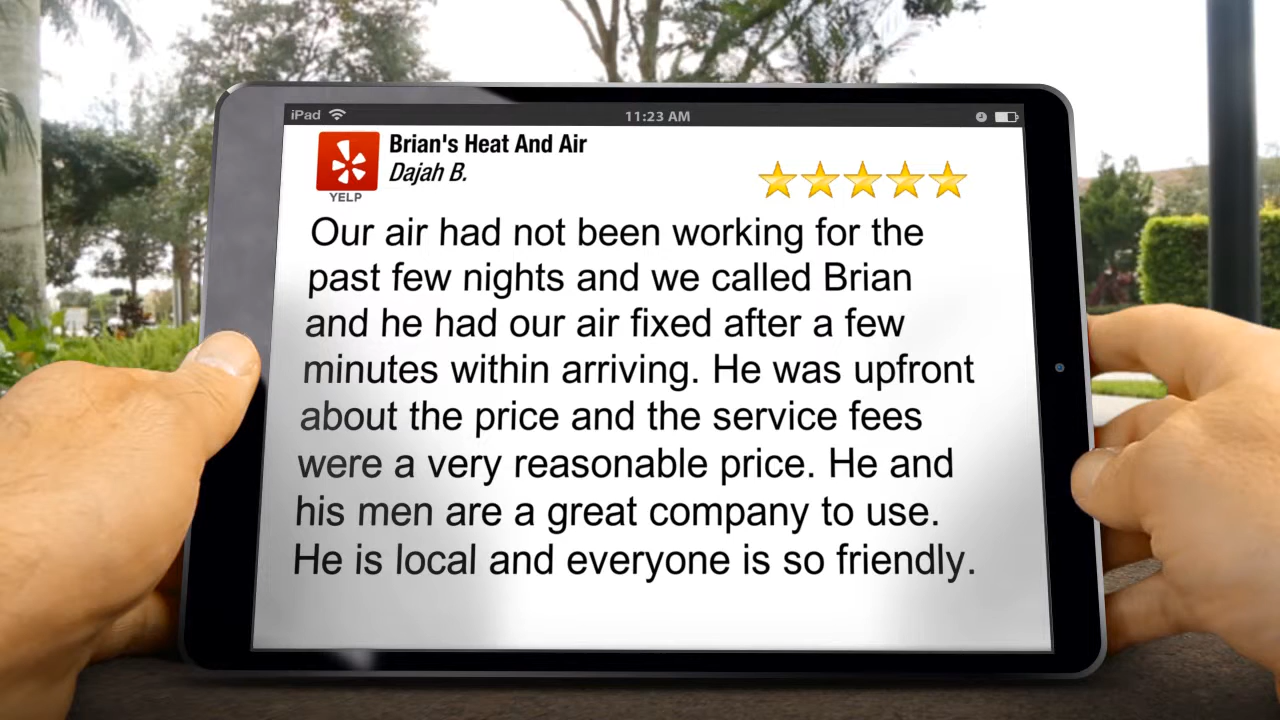 iPad 11:23 AM
Brian's Heat And Air
Dajah B.
YELP
Our air had not been working for the
past few nights and we called Brian
and he had our air fixed after a few
minutes within arriving. He was upfront
about the price and the service fees
were a very reasonable price. He and
his men are a great company to use.
He is local and everyone is so friendly.